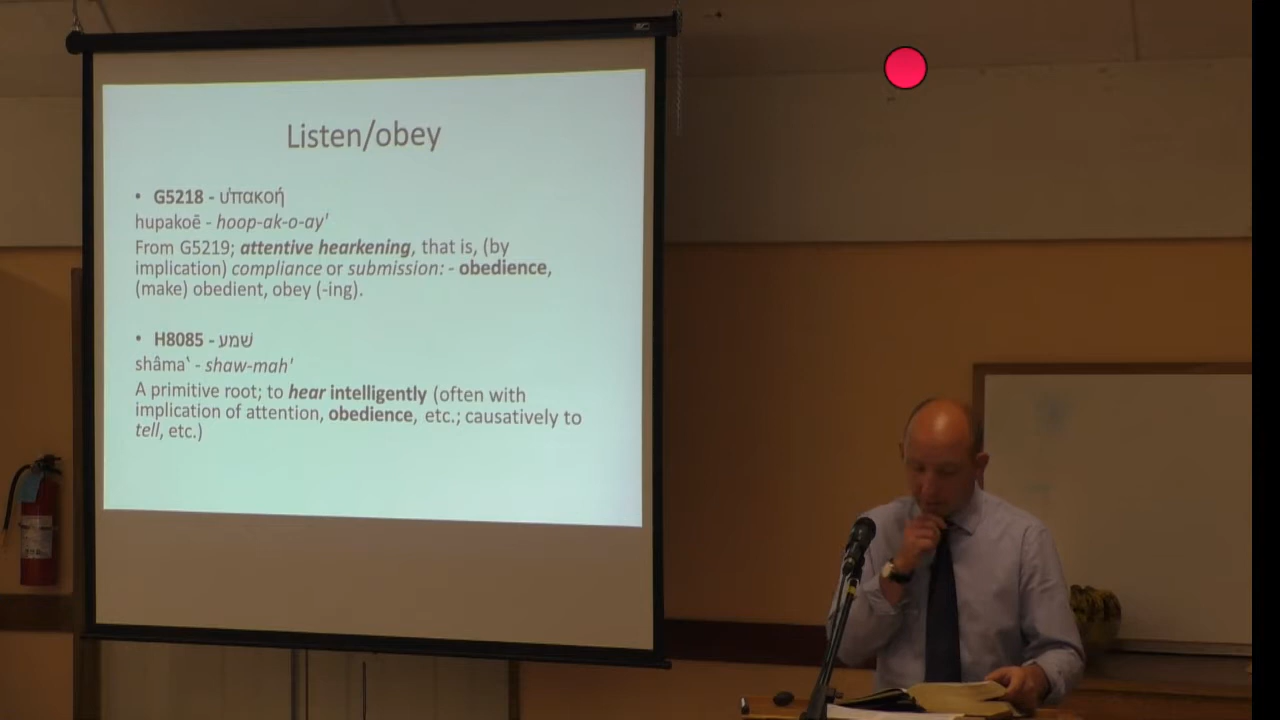 Listen/obey
• G5218 - ὑπακοή
hupakoē - hoop-ak-o-ay'
From G5219; attentive hearkening, that is, (by
implication) compliance or submission: - obedience,
(make) obedient, obey (-ing).
• H8085 - שׁמע
shâma‛ - shaw-mah'
A primitive root; to hear intelligently (often with
implication of attention, obedience, etc.; causatively to
tell, etc.)